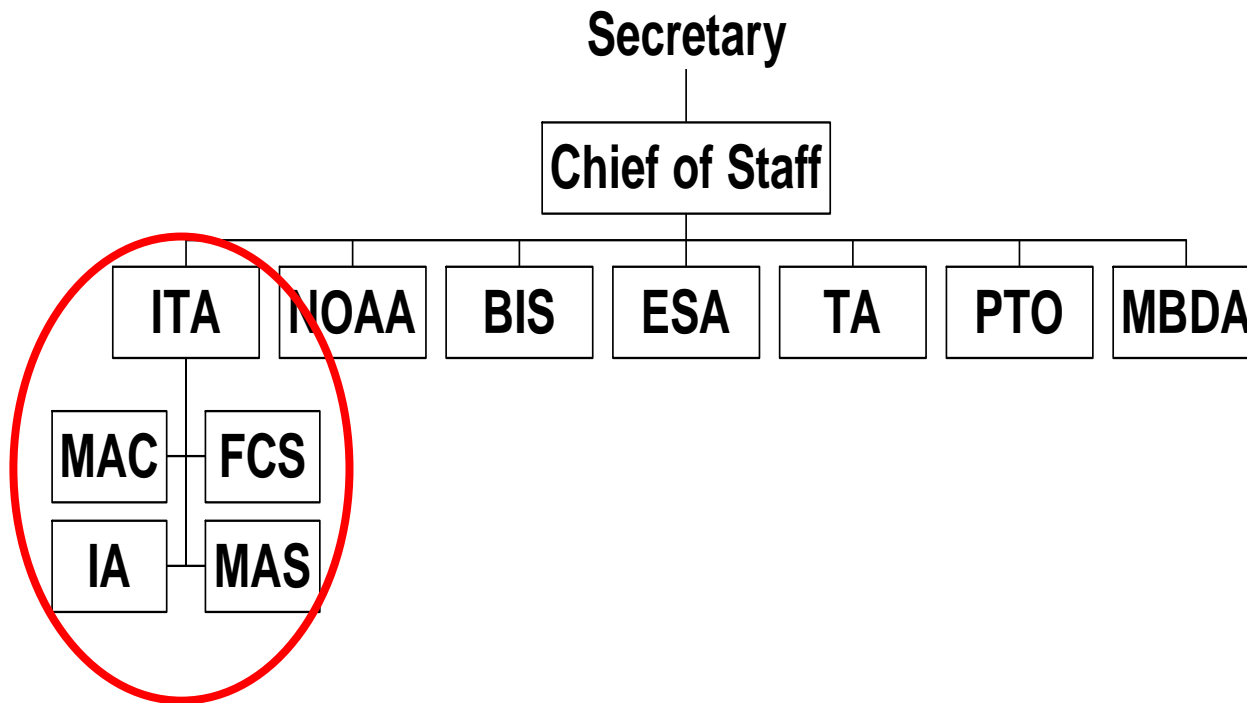 Secretary
Chief of Staff
ITA NOAA BIS ESA TA PTO MBDA
MAC FCS
IA MAS